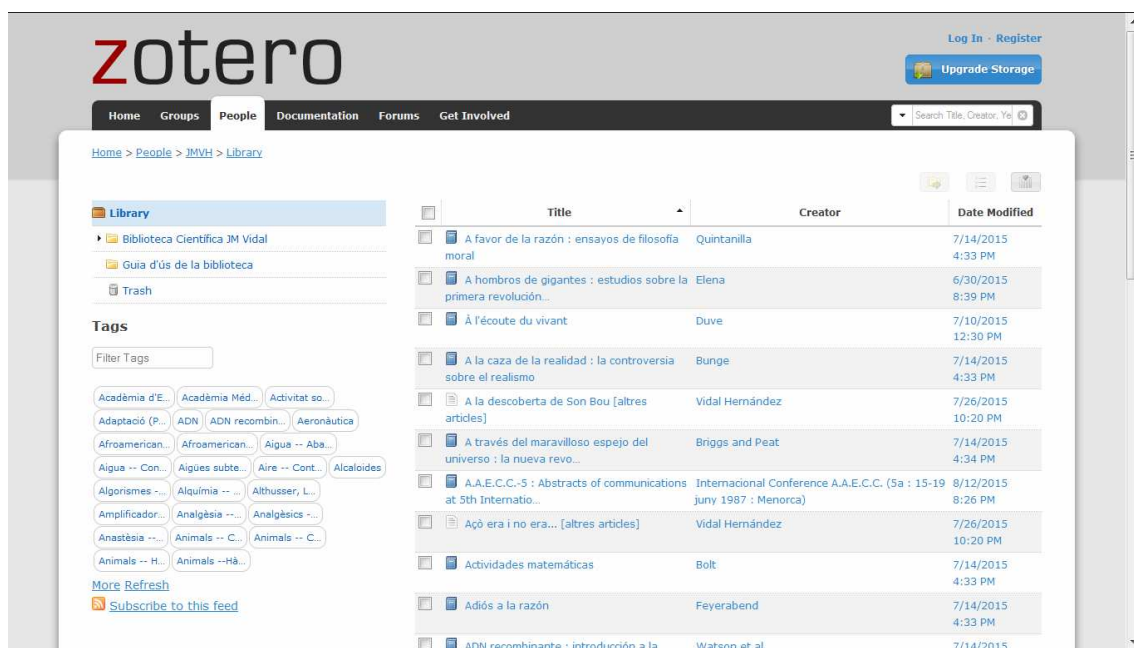 zotero
Log In · Register
Upgrade Storage
Home Groups People Documentation Forums Get Involved
Search Title, Creator, Ye
Home > People > JMVH > Library
Library
Biblioteca Científica JM Vidal
Guia d'ús de la biblioteca
Trash
Tags
Filter Tags
Acadèmia d'E... Acadèmia Méd... Activitat so...
Adaptació (P... ADN ADN recombin... Aeronàutica
Afroamerican... Afroamerican... Aigua -- Aba...
Aigua -- Con... Aigües subte... Aire -- Cont... Alcaloides
Algorismes -... Alquímia -- ... Althusser, L...
Amplificador... Analgèsia --... Analgèsics -...
Anastèsia --... Animals -- C... Animals -- C...
Animals -- H... Animals --Hà...
More Refresh
Subscribe to this feed
Title Creator Date Modified
A favor de la razón : ensayos de filosofía Quintanilla 7/14/2015
moral 4:33 PM
A hombros de gigantes : estudios sobre la Elena 6/30/2015
primera revolución... 8:39 PM
À l'écoute du vivant Duve 7/10/2015
12:30 PM
A la caza de la realidad : la controversia Bunge 7/14/2015
sobre el realismo 4:33 PM
A la descoberta de Son Bou [altres Vidal Hernández 7/26/2015
articles] 10:20 PM
A través del maravilloso espejo del Briggs and Peat 7/14/2015
universo : la nueva revo... 4:34 PM
A.A.E.C.C.-5 : Abstracts of communications Internacional Conference A.A.E.C.C. (5a : 15-19 8/12/2015
at 5th Internatio... juny 1987 : Menorca) 8:26 PM
Açò era i no era... [altres articles] Vidal Hernández 7/26/2015
10:20 PM
Actividades matemáticas Bolt 7/14/2015
4:33 PM
Adiós a la razón Feyerabend 7/14/2015
4:33 PM
ADN recombinante : introducción a la Watson et al. 7/14/2015